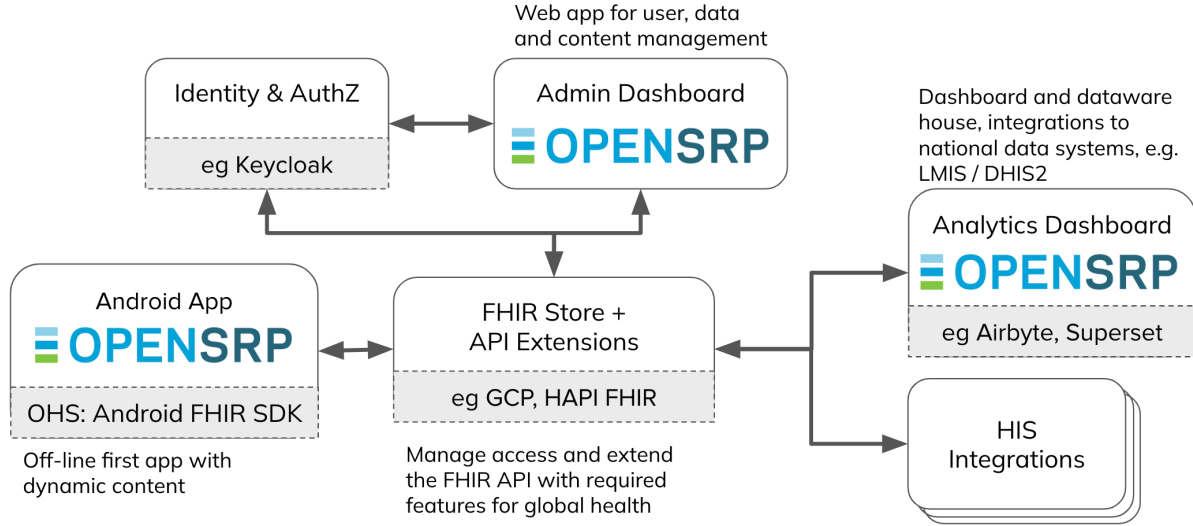 Web app for user, data
and content management
Identity & AuthZ
eg Keycloak
Admin Dashboard
OPENSRP
Dashboard and dataware
house, integrations to
national data systems, e.g.
LMIS / DHIS2
Analytics Dashboard
OPENSRP
eg Airbyte, Superset
Android App
OPENSRP
OHS: Android FHIR SDK
Off-line first app with
dynamic content
FHIR Store +
API Extensions
eg GCP, HAPI FHIR
Manage access and extend
the FHIR API with required
features for global health
HIS
Integrations